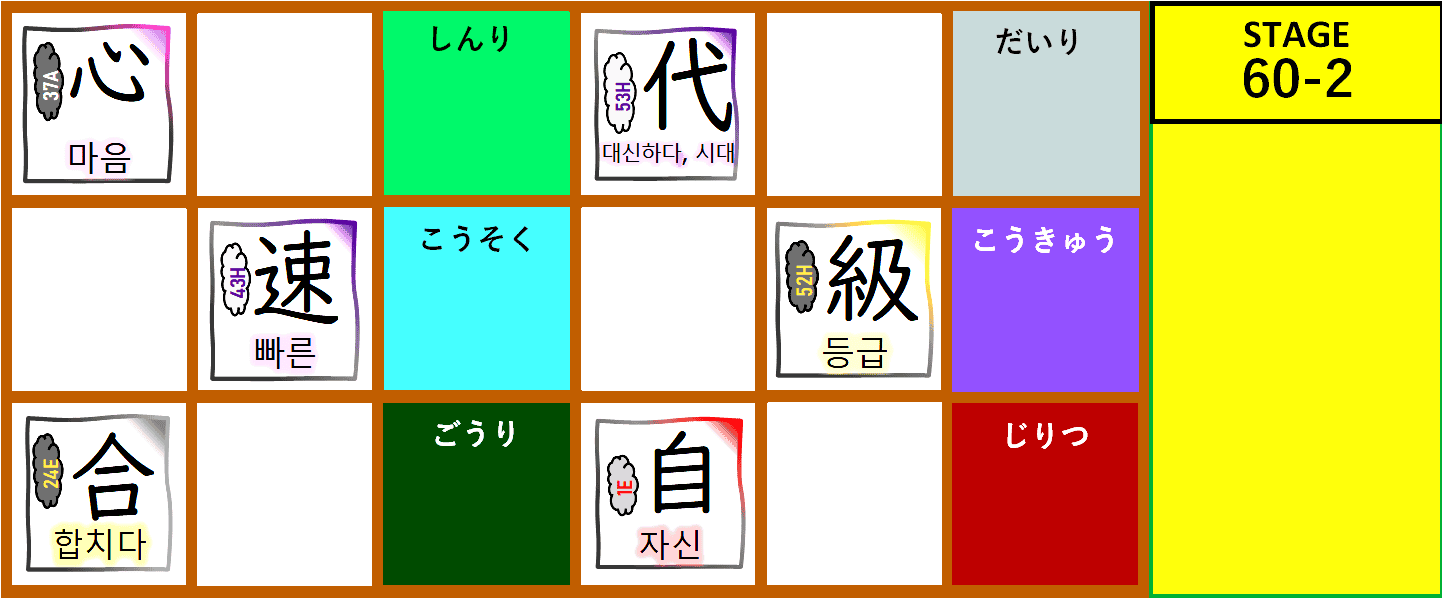 37A
心
마음
しんり
53H
代
대신하다, 시대
だいり
STAGE
60-2
43H
速
빠른
こうそく
52H
級
등급
こうきゅう
24E
合
합치다
ごうり
1E
自
자신
じりつ